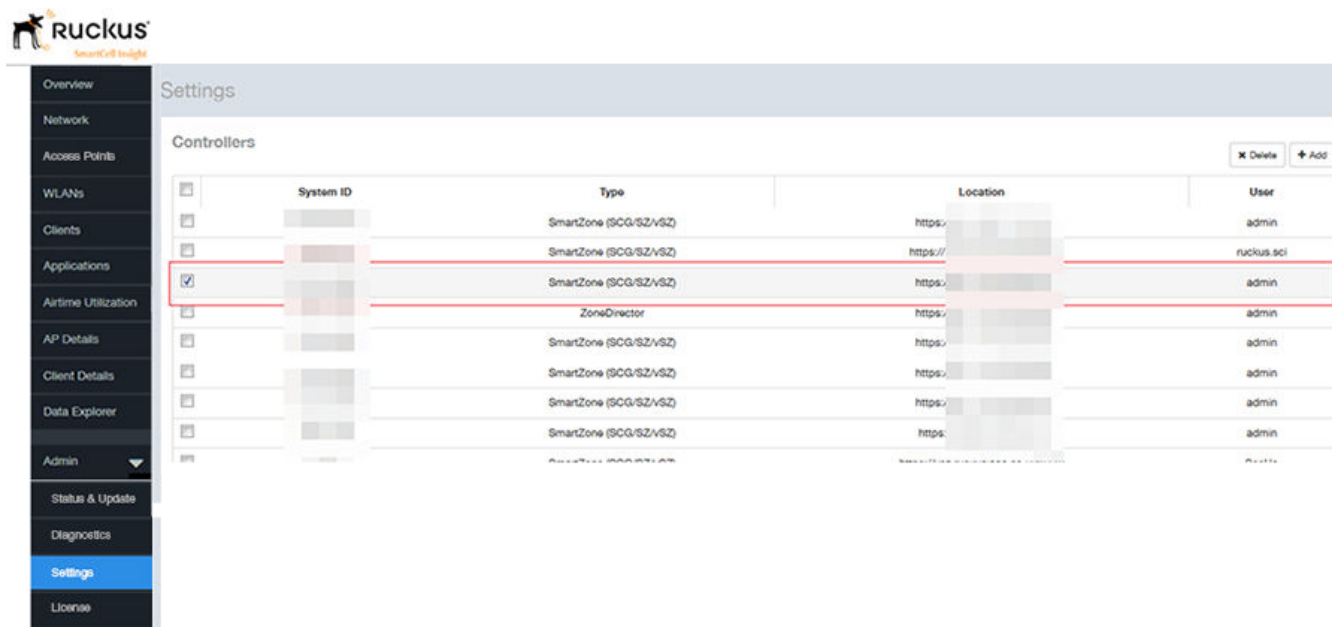 Ruckus
SmartCell Insight
Overview
Network
Access Points
WLANs
Clients
Applications
Airtime Utilization
AP Details
Client Details
Data Explorer
Admin
Status & Update
Diagnostics
Settings
License
Settings
Controllers
✖ Delete + Add
System ID Type Location User
SmartZone (SCG/SZ/vSZ) https:/ admin
SmartZone (SCG/SZ/vSZ) https:// ruckus.sci
SmartZone (SCG/SZ/vSZ) https:/ admin
ZoneDirector https:/ admin
SmartZone (SCG/SZ/vSZ) https:/ admin
SmartZone (SCG/SZ/vSZ) https:/ admin
SmartZone (SCG/SZ/vSZ) https:/ admin
SmartZone (SCG/SZ/vSZ) https: admin